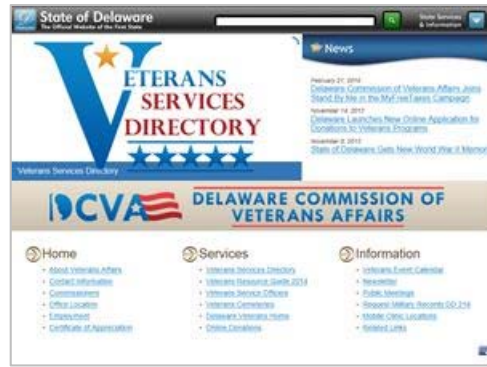 State of Delaware
The Official Website of the First State
State Services
& Information
VETERANS
SERVICES
DIRECTORY
Veterans Services Directory
News
February 21, 2014
Delaware Commission of Veterans Affairs Joins
Stand By Me in the MyFreeTaxes Campaign
November 14, 2013
Delaware Launches New Online Application for
Donations to Veterans Programs
November 8, 2013
State of Delaware Gets New World War II Memor
DCVA
DELAWARE COMMISSION OF
VETERANS AFFAIRS
Home
About Veterans Affairs
Contact Information
Commissioners
Office Location
Employment
Certificate of Appreciation
Services
Veterans Services Directory
Veterans Resource Guide 2014
Veterans Service Officers
Veterans Cemeteries
Delaware Veterans Home
Online Donations
Information
Veterans Event Calendar
Newsletter
Public Meetings
Request Military Records DD 214
Mobile Clinic Locations
Related Links